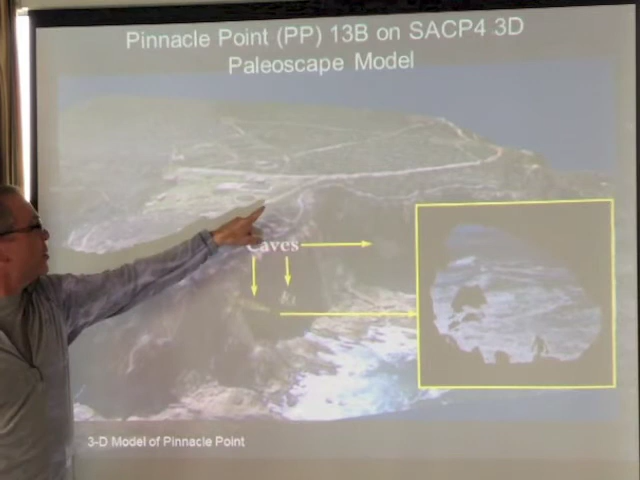 Pinnacle Point (PP) 13B on SACP4 3D
Paleoscape Model
Caves
3-D Model of Pinnacle Point